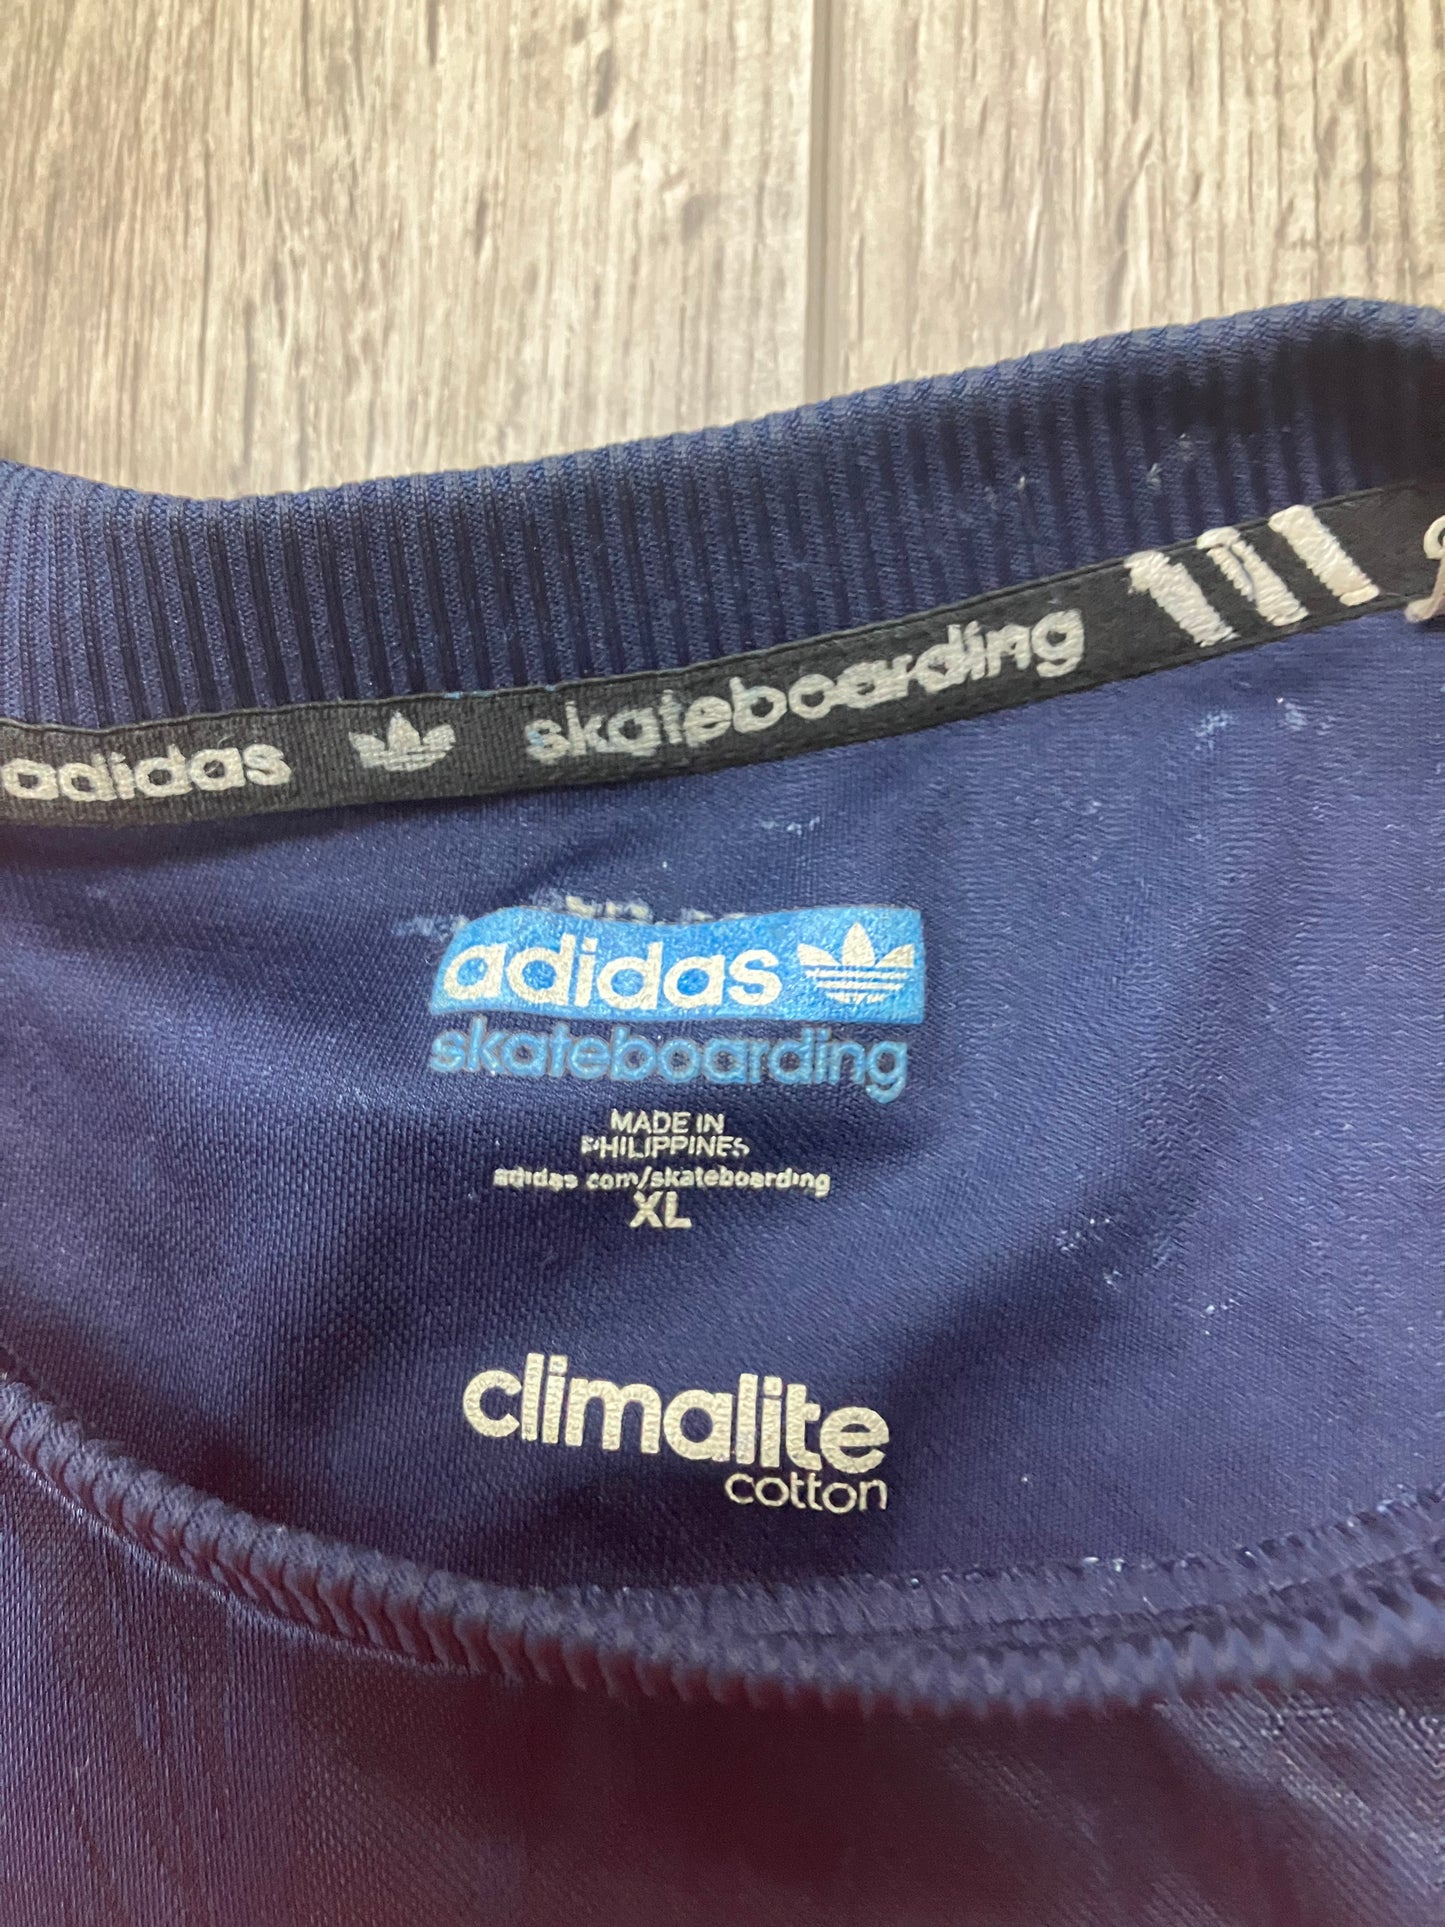 adidas skateboarding
adidas
skateboarding
MADE IN
PHILIPPINES
adidas.com/skateboarding
XL
climalite
cotton